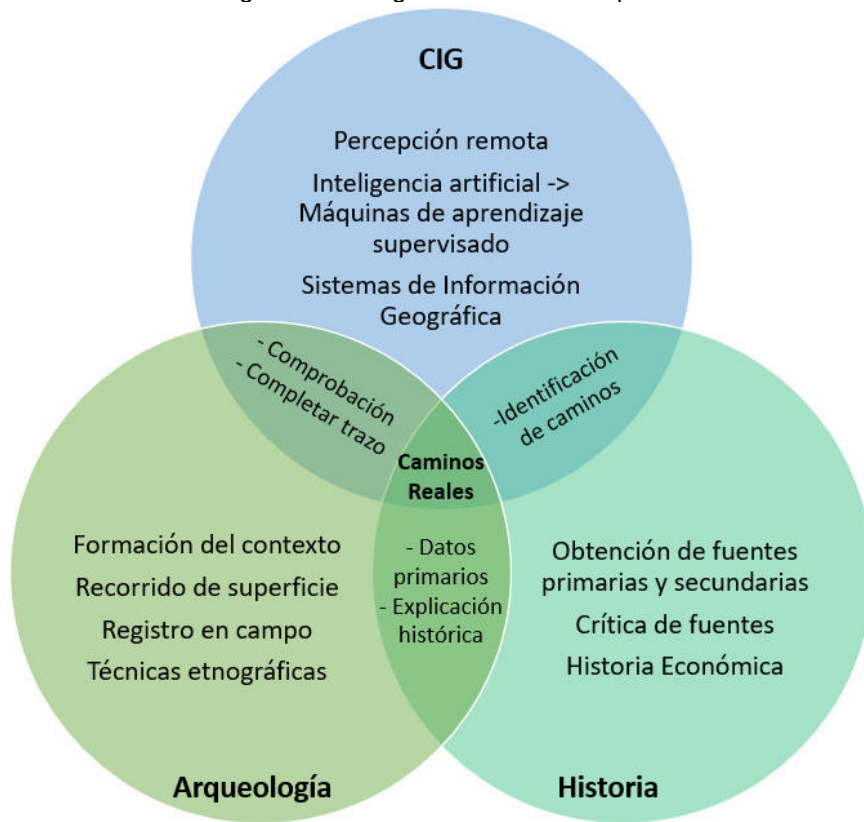 CIG
Percepción remota
Inteligencia artificial ->
Máquinas de aprendizaje
supervisado
Sistemas de Información
Geográfica
- Comprobación
- Completar trazo
-Identificación
de caminos
Caminos
Reales
Formación del contexto
Recorrido de superficie
Registro en campo
Técnicas etnográficas
- Datos
primarios
- Explicación
histórica
Obtención de fuentes
primarias y secundarias
Crítica de fuentes
Historia Económica
Arqueología
Historia